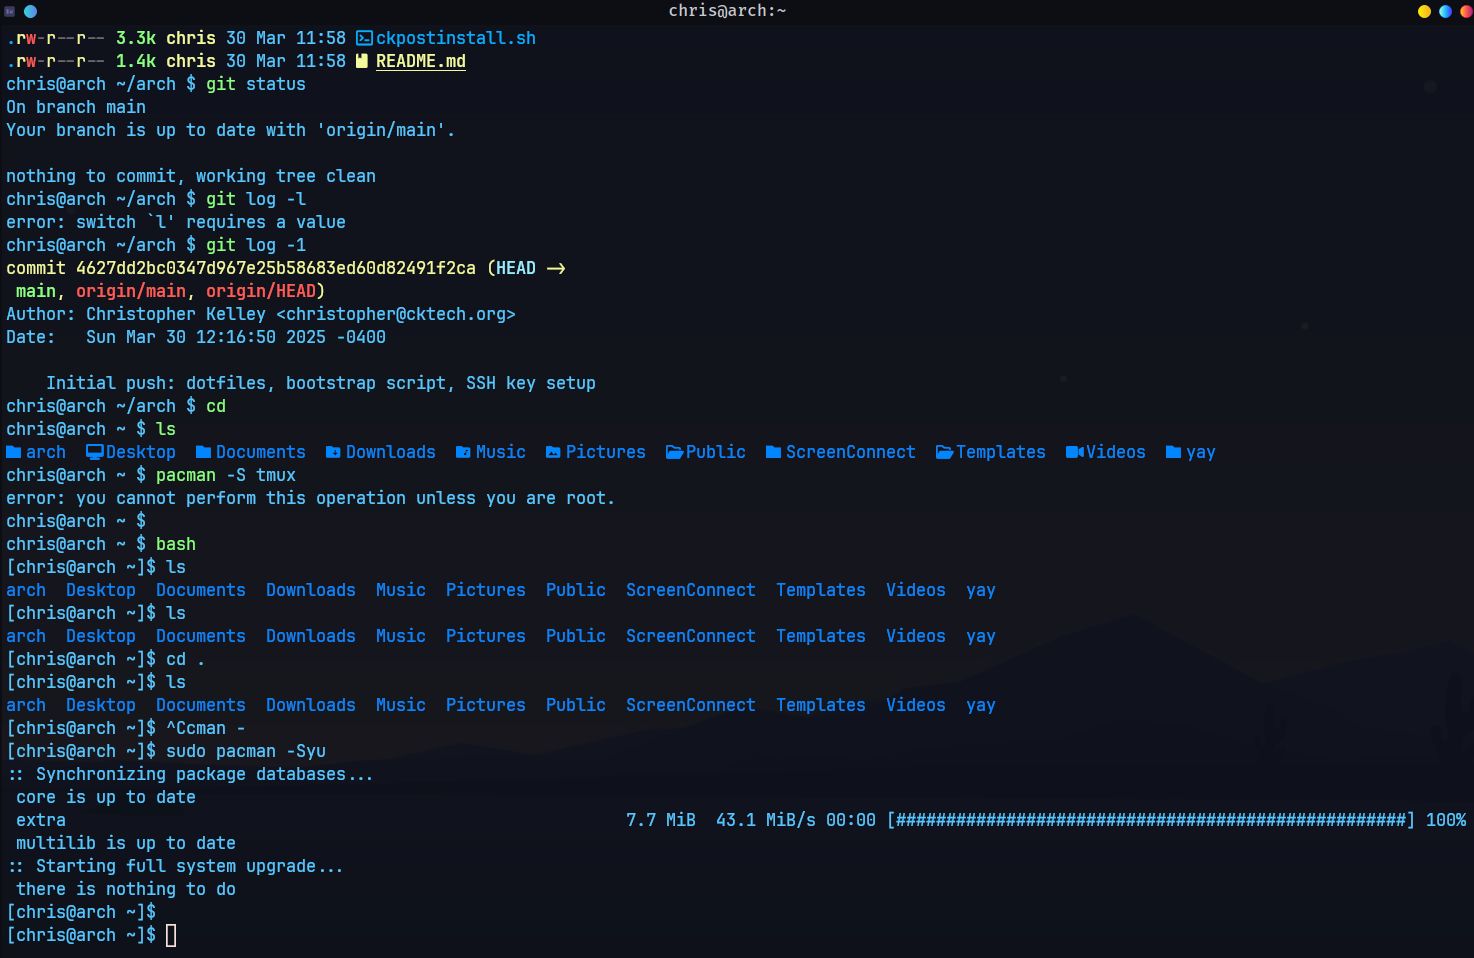 chris@arch:~
.rw-r--r-- 3.3k chris 30 Mar 11:58 ckpostinstall.sh
.rw-r--r-- 1.4k chris 30 Mar 11:58 README.md
chris@arch ~/arch $ git status
On branch main
Your branch is up to date with 'origin/main'.
nothing to commit, working tree clean
chris@arch ~/arch $ git log -l
error: switch `l' requires a value
chris@arch ~/arch $ git log -1
commit 4627dd2bc0347d967e25b58683ed60d82491f2ca (HEAD ->
 main, origin/main, origin/HEAD)
Author: Christopher Kelley <christopher@cktech.org>
Date:   Sun Mar 30 12:16:50 2025 -0400
    Initial push: dotfiles, bootstrap script, SSH key setup
chris@arch ~/arch $ cd
chris@arch ~ $ ls
arch  Desktop  Documents  Downloads  Music  Pictures  Public  ScreenConnect  Templates  Videos  yay
chris@arch ~ $ pacman -S tmux
error: you cannot perform this operation unless you are root.
chris@arch ~ $
chris@arch ~ $ bash
[chris@arch ~]$ ls
arch  Desktop  Documents  Downloads  Music  Pictures  Public  ScreenConnect  Templates  Videos  yay
[chris@arch ~]$ ls
arch  Desktop  Documents  Downloads  Music  Pictures  Public  ScreenConnect  Templates  Videos  yay
[chris@arch ~]$ cd .
[chris@arch ~]$ ls
arch  Desktop  Documents  Downloads  Music  Pictures  Public  ScreenConnect  Templates  Videos  yay
[chris@arch ~]$ ^Ccman -
[chris@arch ~]$ sudo pacman -Syu
:: Synchronizing package databases...
 core is up to date
 extra 7.7 MiB  43.1 MiB/s 00:00 [###################################################] 100%
 multilib is up to date
:: Starting full system upgrade...
 there is nothing to do
[chris@arch ~]$
[chris@arch ~]$